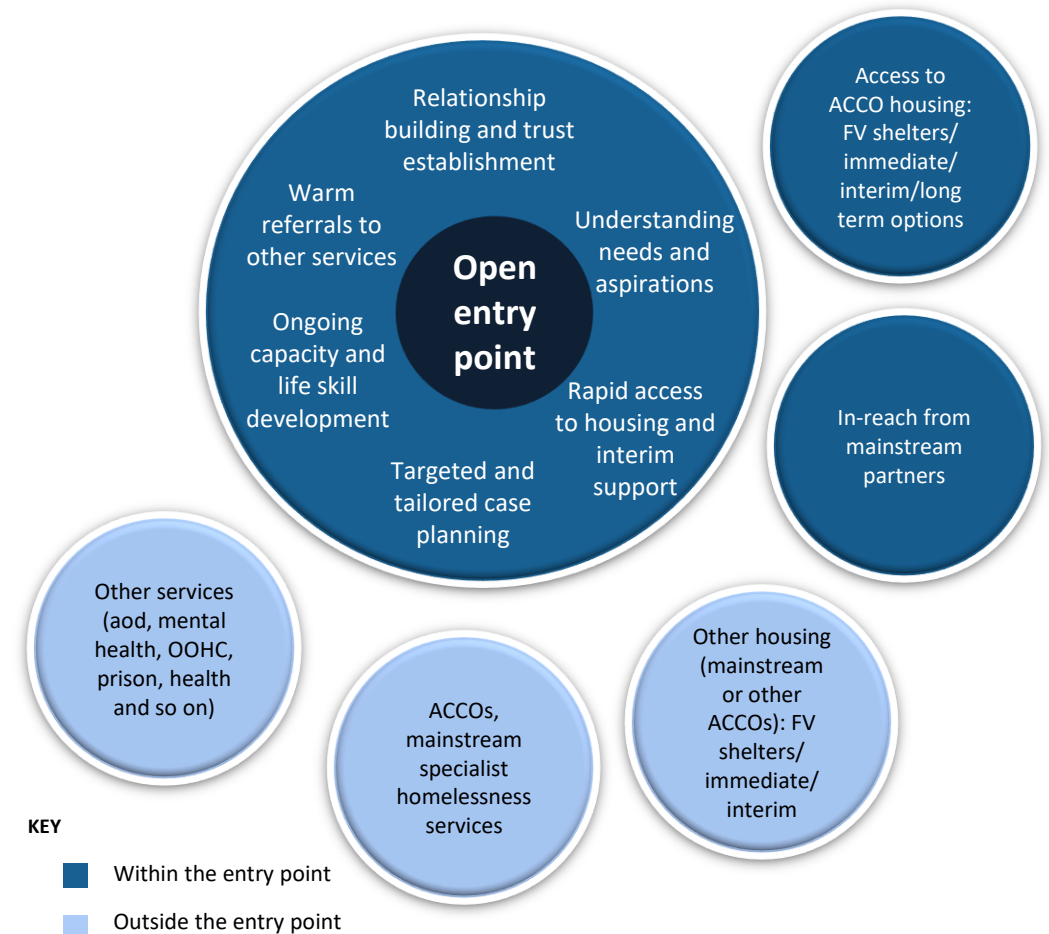 Open
entry
point
Relationship
building and trust
establishment
Understanding
needs and
aspirations
Rapid access
to housing and
interim
support
Targeted and
tailored case
planning
Ongoing
capacity and
life skill
development
Warm
referrals to
other services
Access to
ACCO housing:
FV shelters/
immediate/
interim/long
term options
In-reach from
mainstream
partners
Other housing
(mainstream
or other
ACCOs): FV
shelters/
immediate/
interim
ACCOs,
mainstream
specialist
homelessness
services
Other services
(aod, mental
health, OOHC,
prison, health
and so on)
KEY
Within the entry point
Outside the entry point